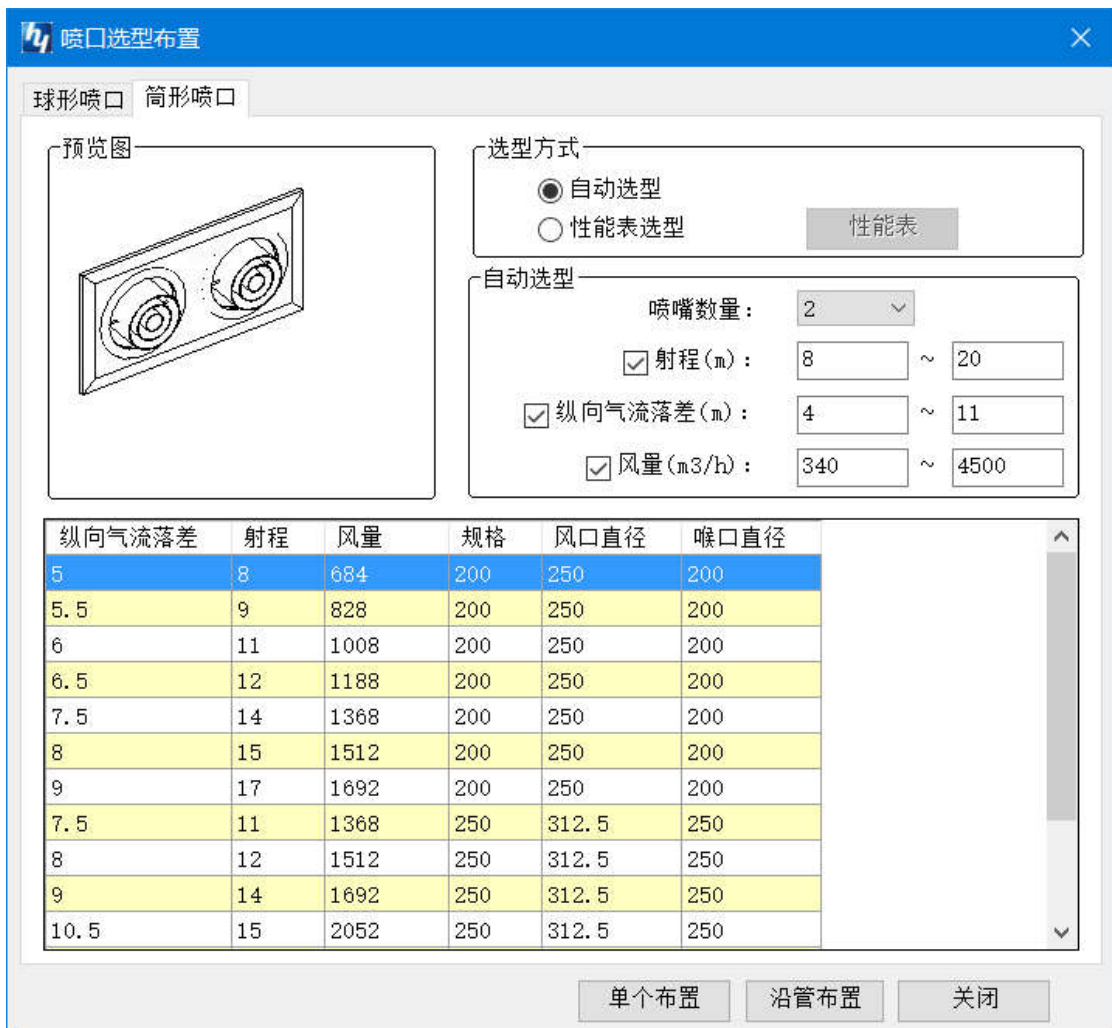 hy 喷口选型布置
球形喷口 筒形喷口
预览图
选型方式
自动选型
性能表选型 性能表
自动选型
喷嘴数量: 2
射程(m): 8 ~ 20
纵向气流落差(m): 4 ~ 11
风量(m3/h): 340 ~ 4500
纵向气流落差 射程 风量 规格 风口直径 喉口直径
5 8 684 200 250 200
5.5 9 828 200 250 200
6 11 1008 200 250 200
6.5 12 1188 200 250 200
7.5 14 1368 200 250 200
8 15 1512 200 250 200
9 17 1692 200 250 200
7.5 11 1368 250 312.5 250
8 12 1512 250 312.5 250
9 14 1692 250 312.5 250
10.5 15 2052 250 312.5 250
单个布置 沿管布置 关闭